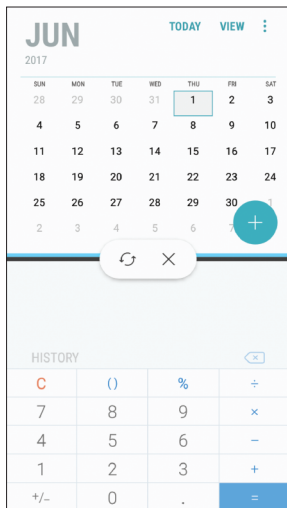 JUN
TODAY VIEW
2017
SUN MON TUE WED THU FRI SAT
28 29 30 31 1 2 3
4 5 6 7 8 9 10
11 12 13 14 15 16 17
18 19 20 21 22 23 24
25 26 27 28 29 30 1
2 3 4 5 6 7
HISTORY
C () % ÷
7 8 9 ×
4 5 6 −
1 2 3 +
+/− 0 . =